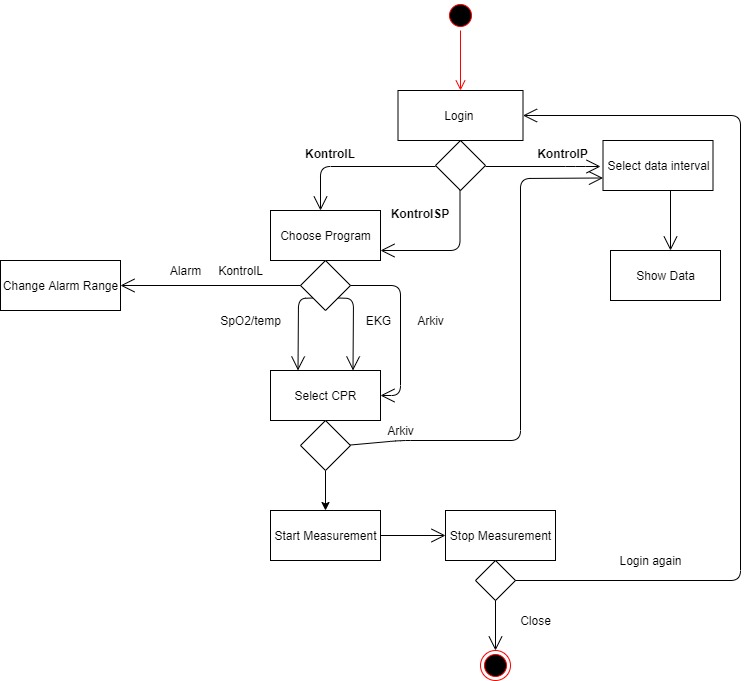 Login
KontrolL
KontrolP
Select data interval
KontrolSP
Choose Program
Alarm KontrolL
Change Alarm Range
Show Data
SpO2/temp
EKG
Arkiv
Select CPR
Arkiv
Start Measurement
Stop Measurement
Login again
Close